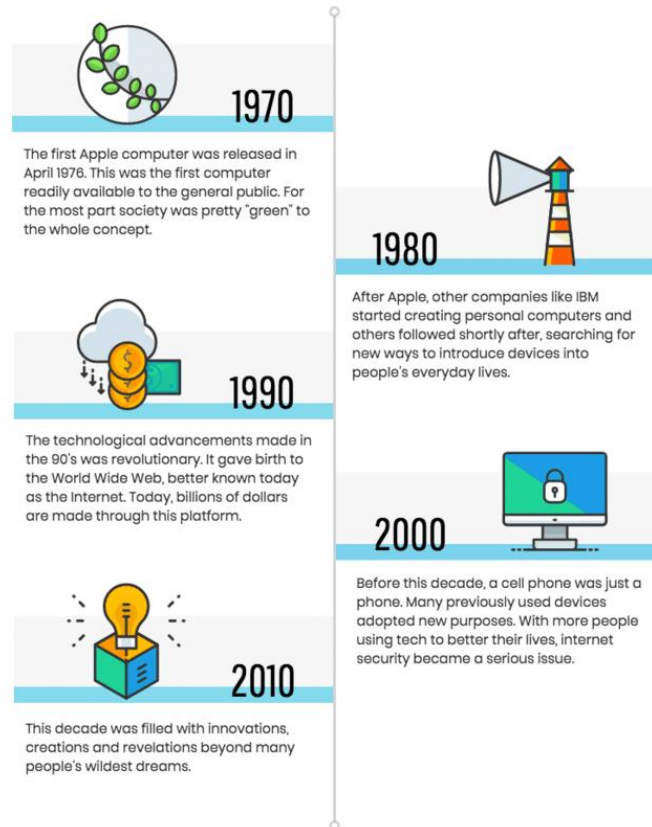 1970
The first Apple computer was released in
April 1976. This was the first computer
readily available to the general public. For
the most part society was pretty "green" to
the whole concept.
1980
After Apple, other companies like IBM
started creating personal computers and
others followed shortly after, searching for
new ways to introduce devices into
people's everyday lives.
1990
The technological advancements made in
the 90's was revolutionary. It gave birth to
the World Wide Web, better known today
as the Internet. Today, billions of dollars
are made through this platform.
2000
Before this decade, a cell phone was just a
phone. Many previously used devices
adopted new purposes. With more people
using tech to better their lives, internet
security became a serious issue.
2010
This decade was filled with innovations,
creations and revelations beyond many
people's wildest dreams.